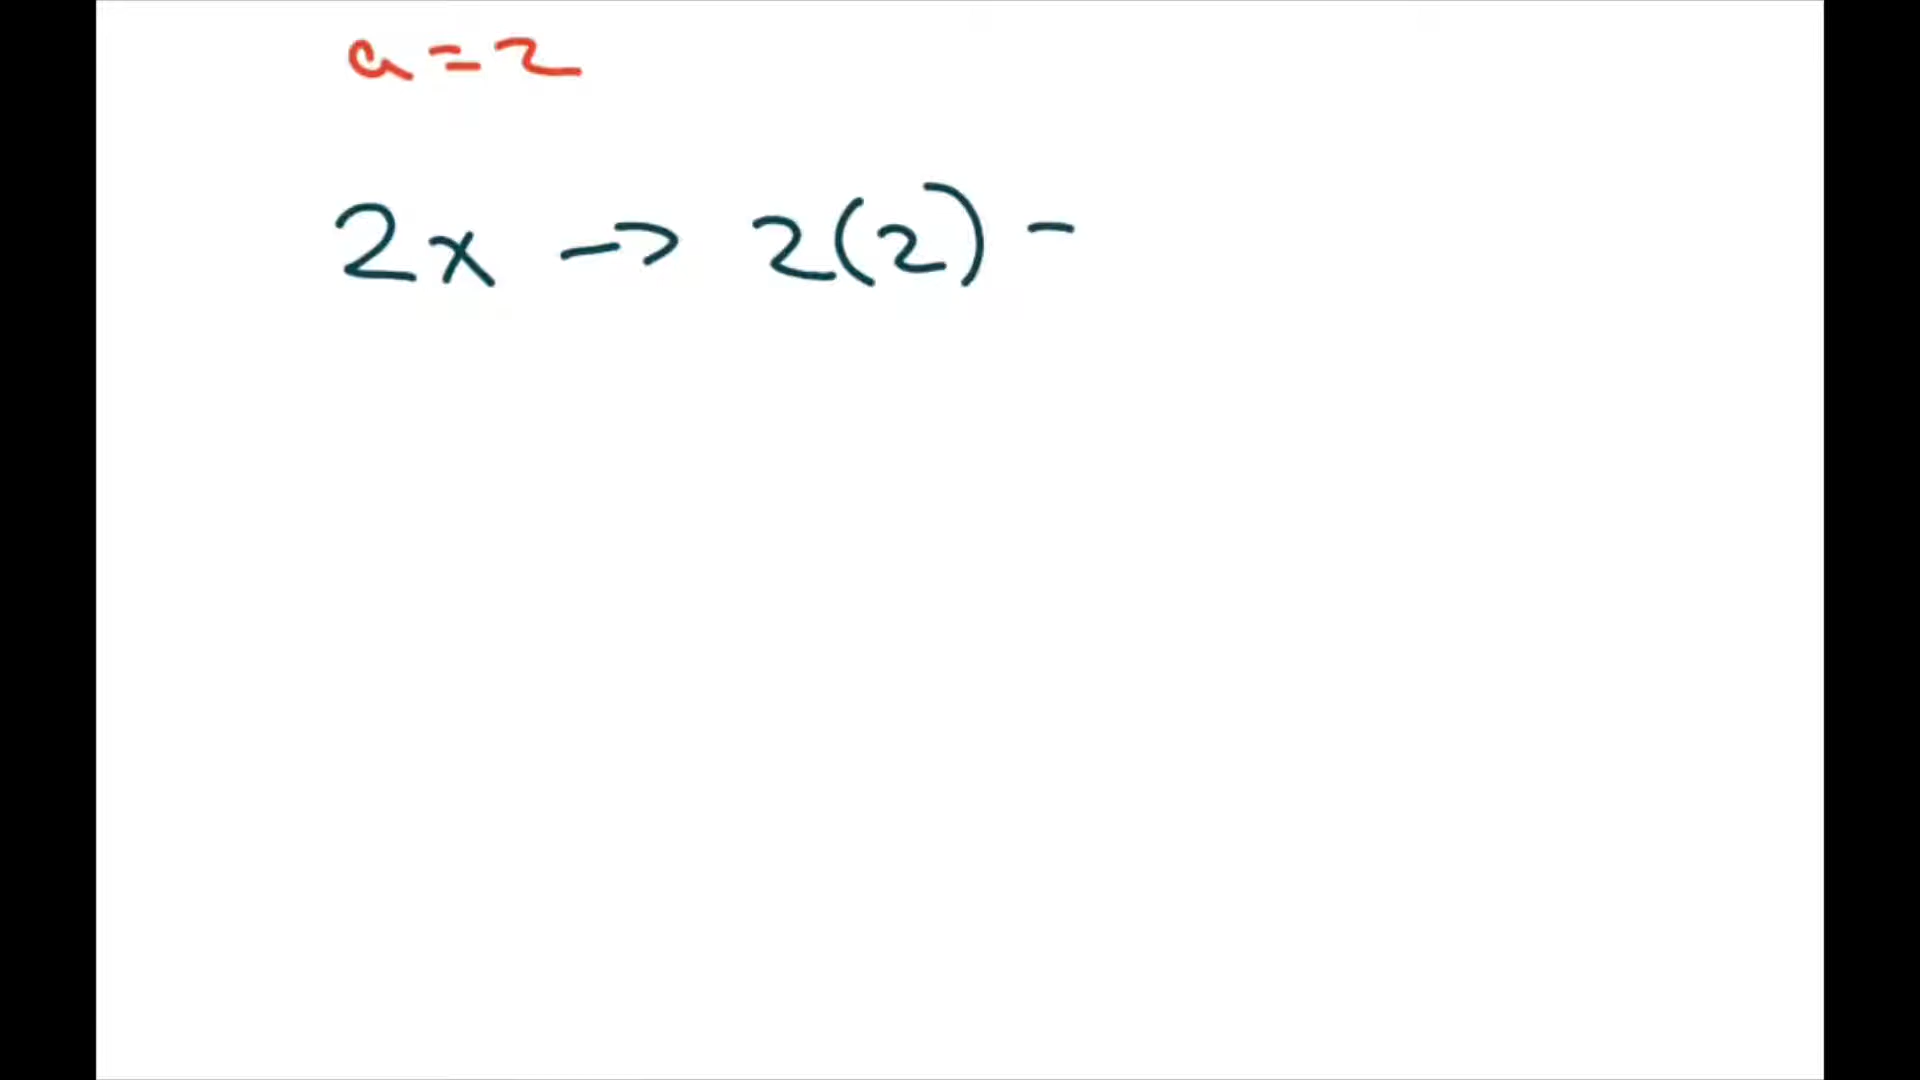 a = 2
2x -> 2(2) -